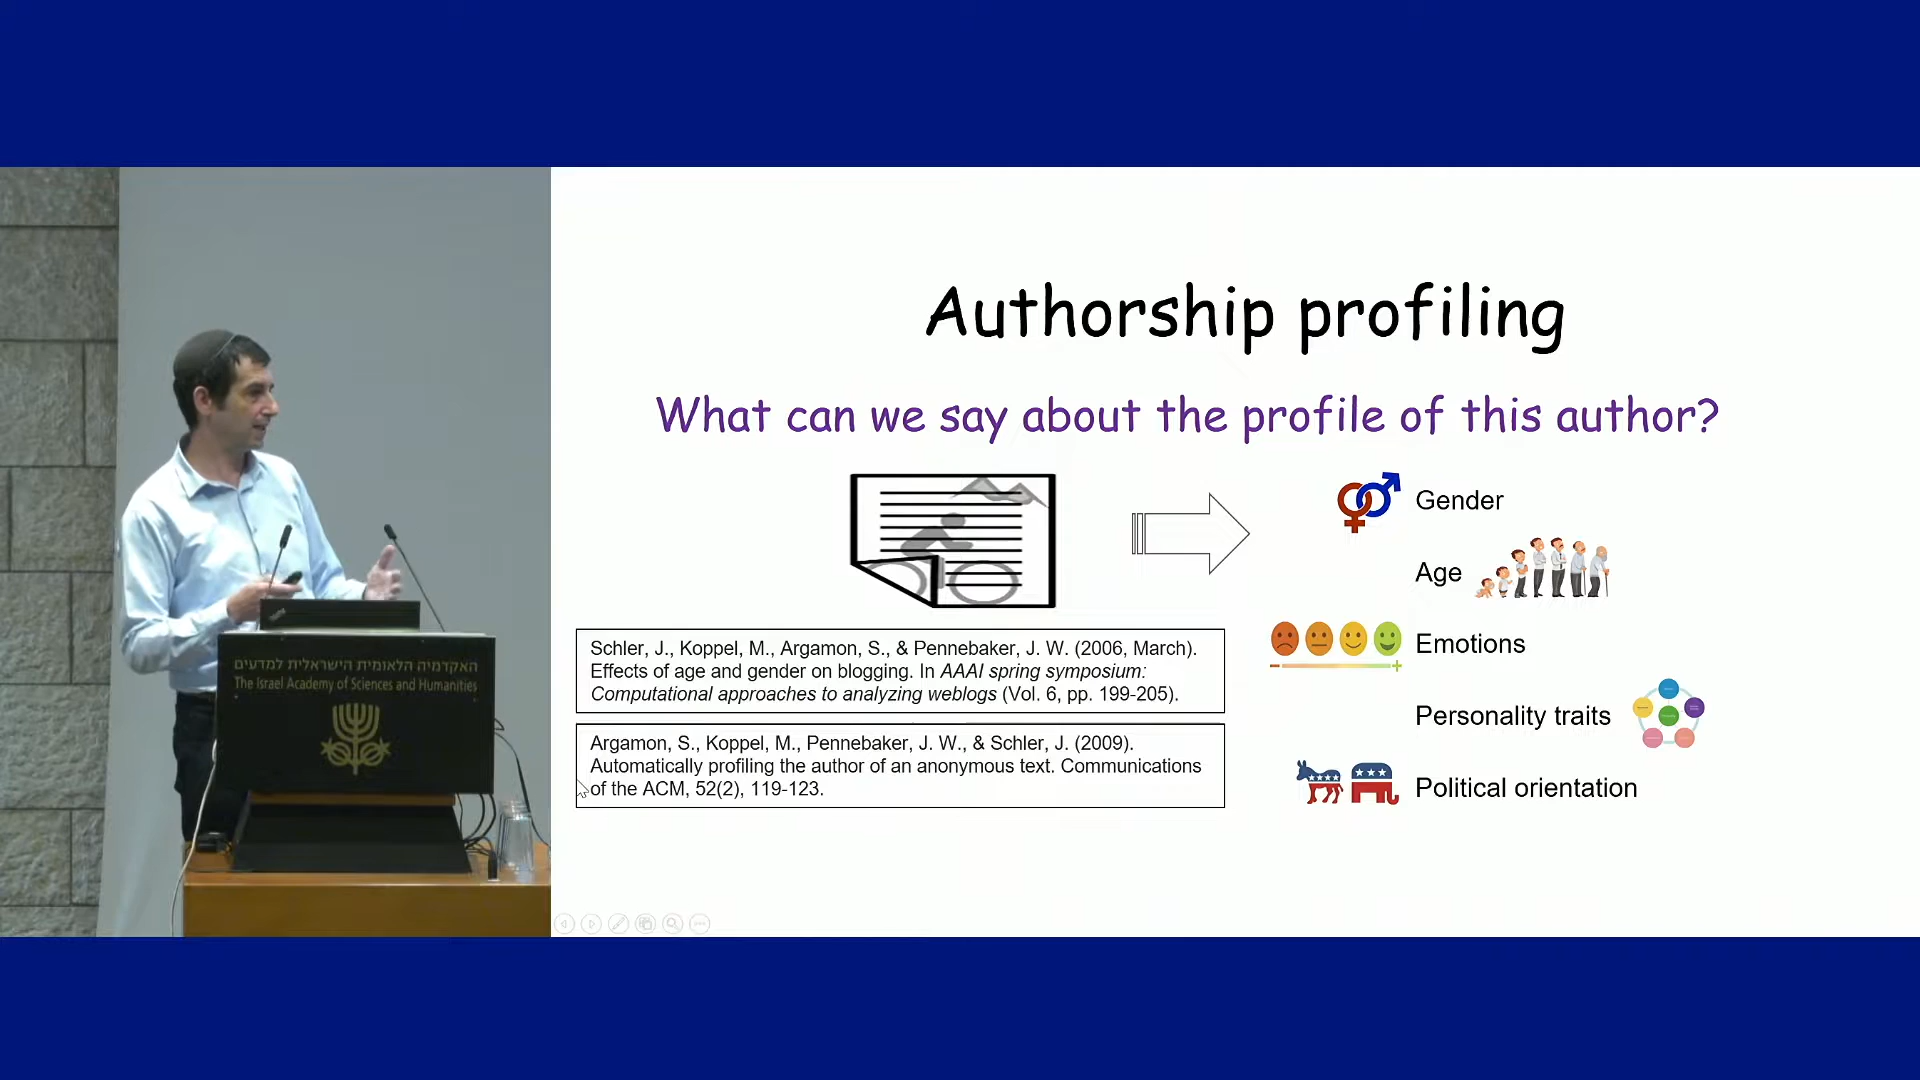 Authorship profiling
What can we say about the profile of this author?
Gender
Age
Emotions
Personality traits
Political orientation
Schler, J., Koppel, M., Argamon, S., & Pennebaker, J. W. (2006, March).
Effects of age and gender on blogging. In AAAI spring symposium:
Computational approaches to analyzing weblogs (Vol. 6, pp. 199-205).
Argamon, S., Koppel, M., Pennebaker, J. W., & Schler, J. (2009).
Automatically profiling the author of an anonymous text. Communications
of the ACM, 52(2), 119-123.
האקדמיה הלאומית הישראלית למדעים
The Israel Academy of Sciences and Humanities